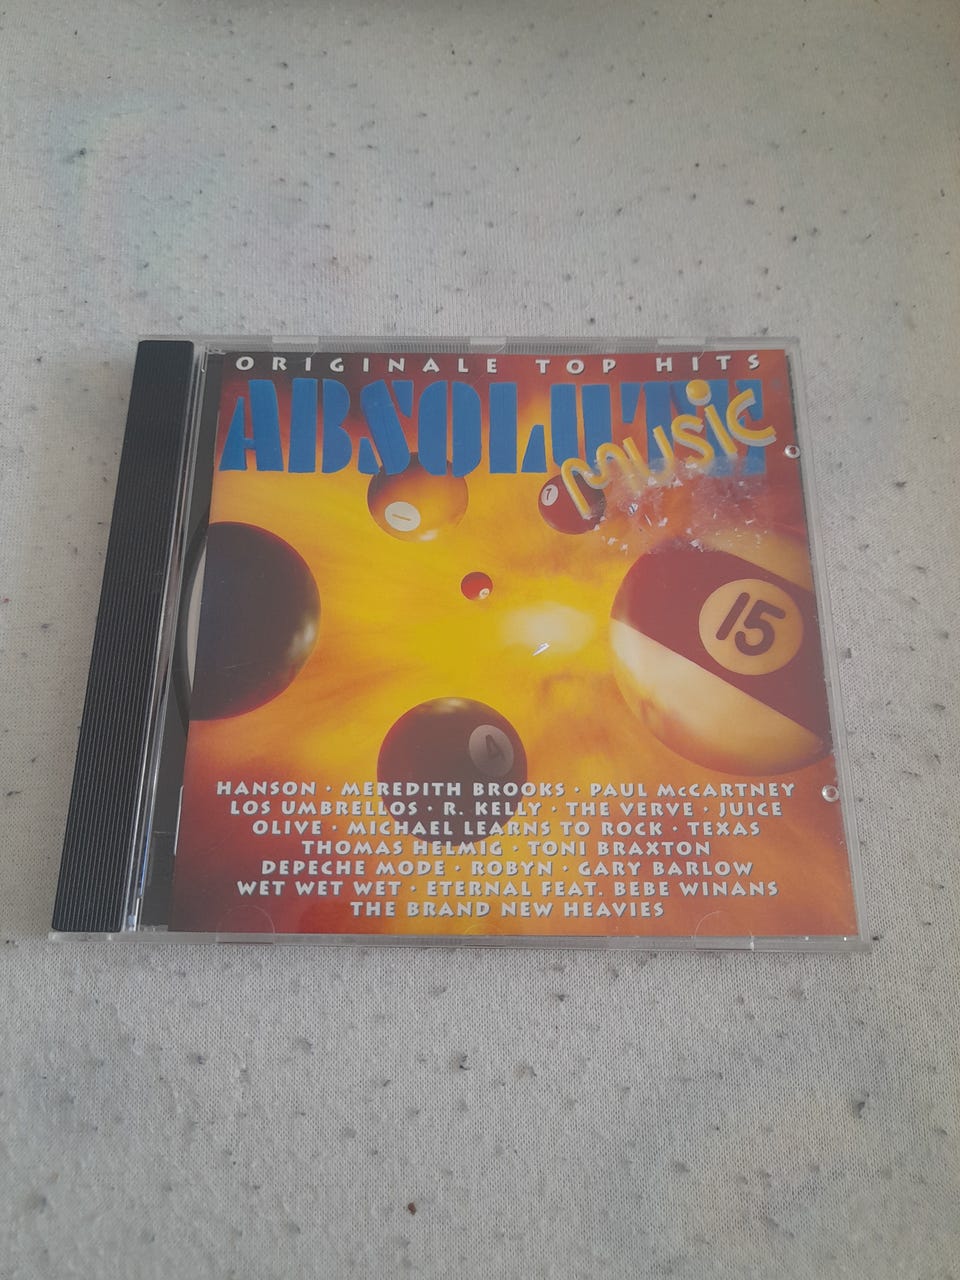 ORIGINALE TOP HITS
ABSOLUTE
music
7
15
4
HANSON · MEREDITH BROOKS · PAUL McCARTNEY
LOS UMBRELLOS · R. KELLY · THE VERVE · JUICE
OLIVE · MICHAEL LEARNS TO ROCK · TEXAS
THOMAS HELMIG · TONI BRAXTON
DEPECHE MODE · ROBYN · GARY BARLOW
WET WET WET · ETERNAL FEAT. BEBE WINANS
THE BRAND NEW HEAVIES